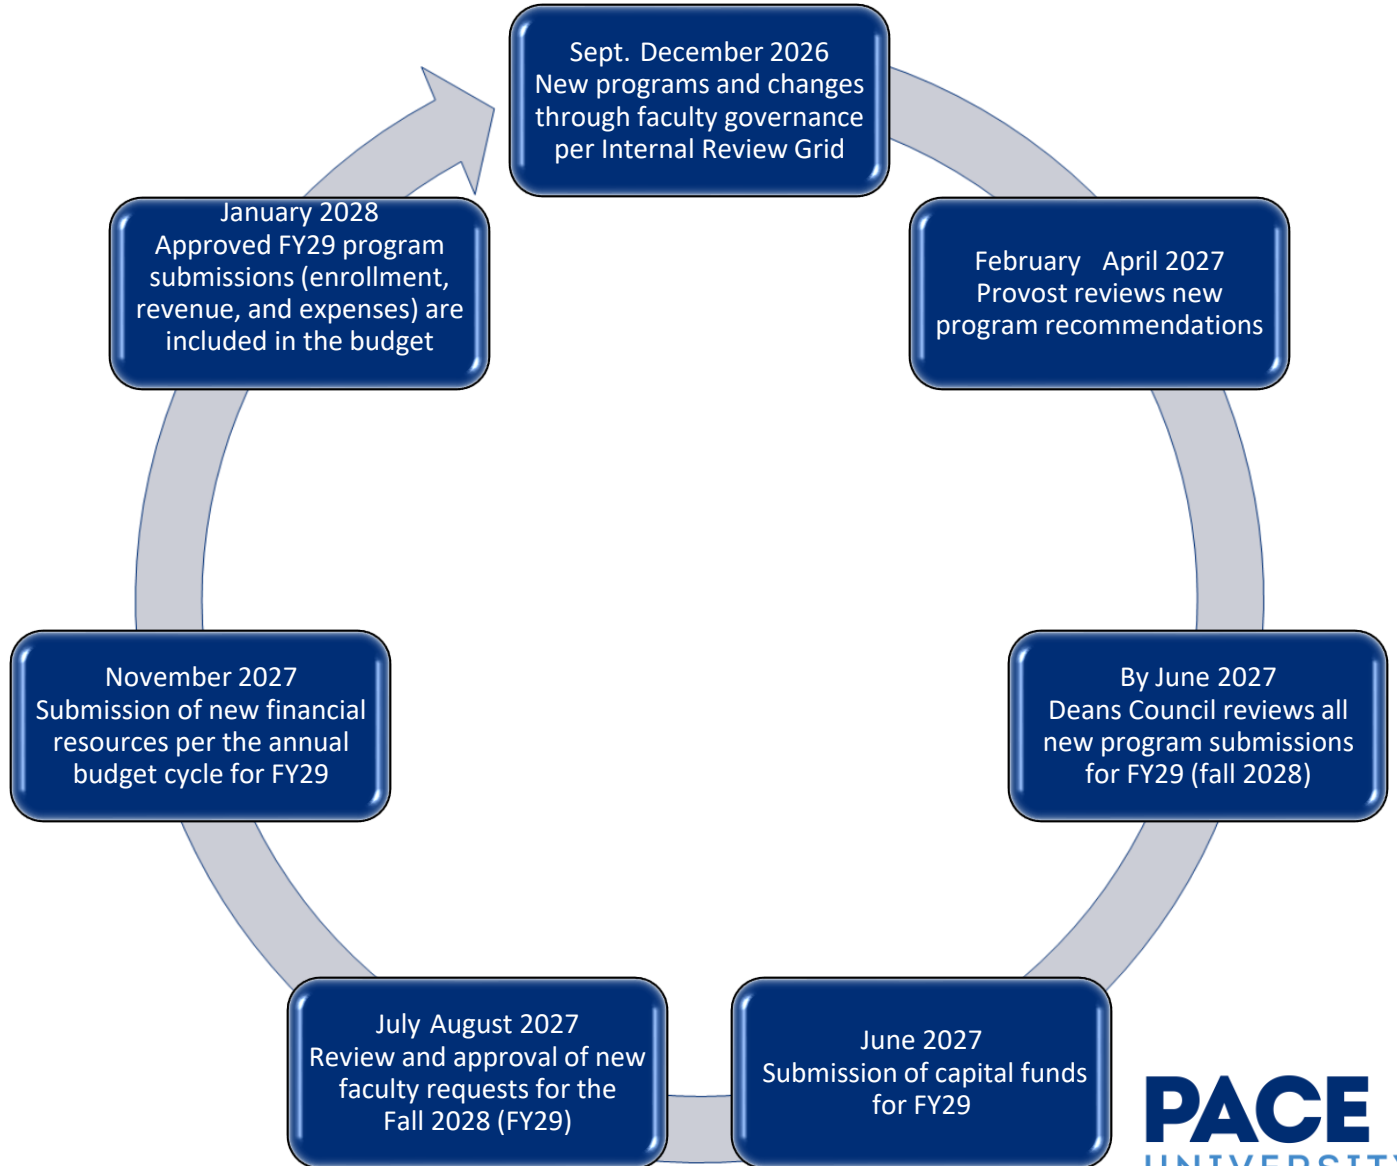 Sept. December 2026
New programs and changes
through faculty governance
per Internal Review Grid
February April 2027
Provost reviews new
program recommendations
By June 2027
Deans Council reviews all
new program submissions
for FY29 (fall 2028)
June 2027
Submission of capital funds
for FY29
July August 2027
Review and approval of new
faculty requests for the
Fall 2028 (FY29)
November 2027
Submission of new financial
resources per the annual
budget cycle for FY29
January 2028
Approved FY29 program
submissions (enrollment,
revenue, and expenses) are
included in the budget
PACE
UNIVERSITY